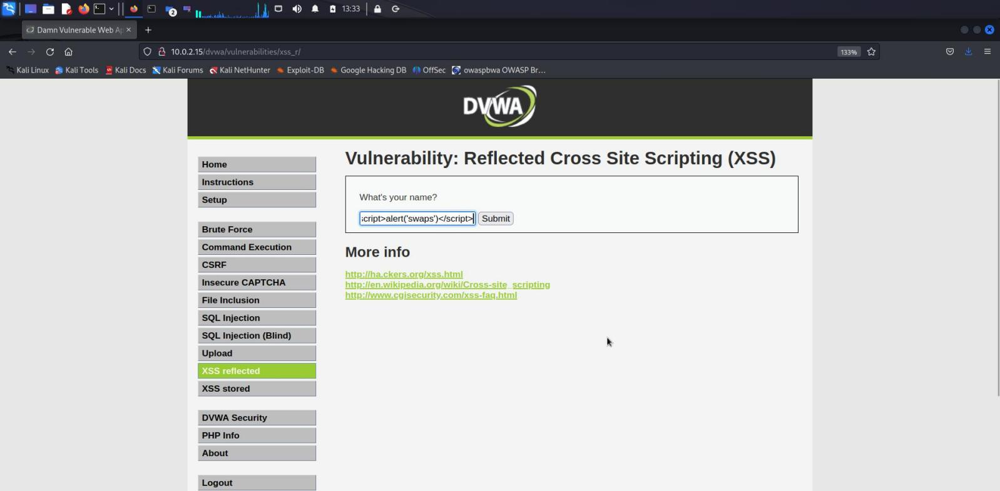 2
13:33
Damn Vulnerable Web Ap
10.0.2.15/dvwa/vulnerabilities/xss_r/
133%
Kali Linux Kali Tools Kali Docs Kali Forums Kali NetHunter Exploit-DB Google Hacking DB OffSec owaspbwa OWASP Br…
DVWA
Vulnerability: Reflected Cross Site Scripting (XSS)
What's your name?
script>alert('swaps')</script> Submit
More info
http://ha.ckers.org/xss.html
http://en.wikipedia.org/wiki/Cross-site_scripting
http://www.cgisecurity.com/xss-faq.html
Home
Instructions
Setup
Brute Force
Command Execution
CSRF
Insecure CAPTCHA
File Inclusion
SQL Injection
SQL Injection (Blind)
Upload
XSS reflected
XSS stored
DVWA Security
PHP Info
About
Logout